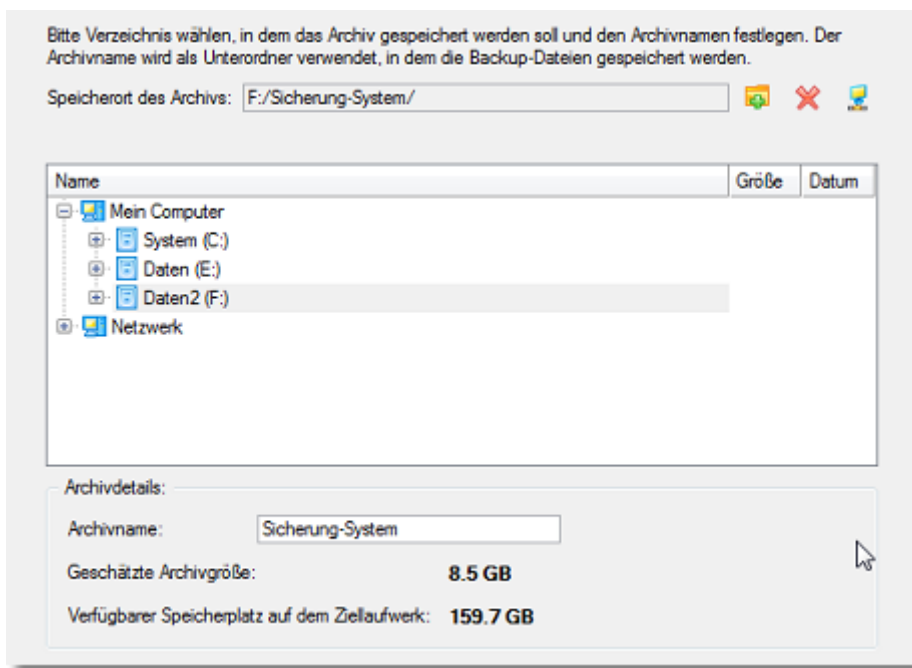 Bitte Verzeichnis wählen, in dem das Archiv gespeichert werden soll und den Archivnamen festlegen. Der
Archivname wird als Unterordner verwendet, in dem die Backup-Dateien gespeichert werden.
Speicherort des Archivs: F:/Sicherung-System/
Name Größe Datum
Mein Computer
System (C:)
Daten (E:)
Daten2 (F:)
Netzwerk
Archivdetails:
Archivname: Sicherung-System
Geschätzte Archivgröße: 8.5 GB
Verfügbarer Speicherplatz auf dem Ziellaufwerk: 159.7 GB